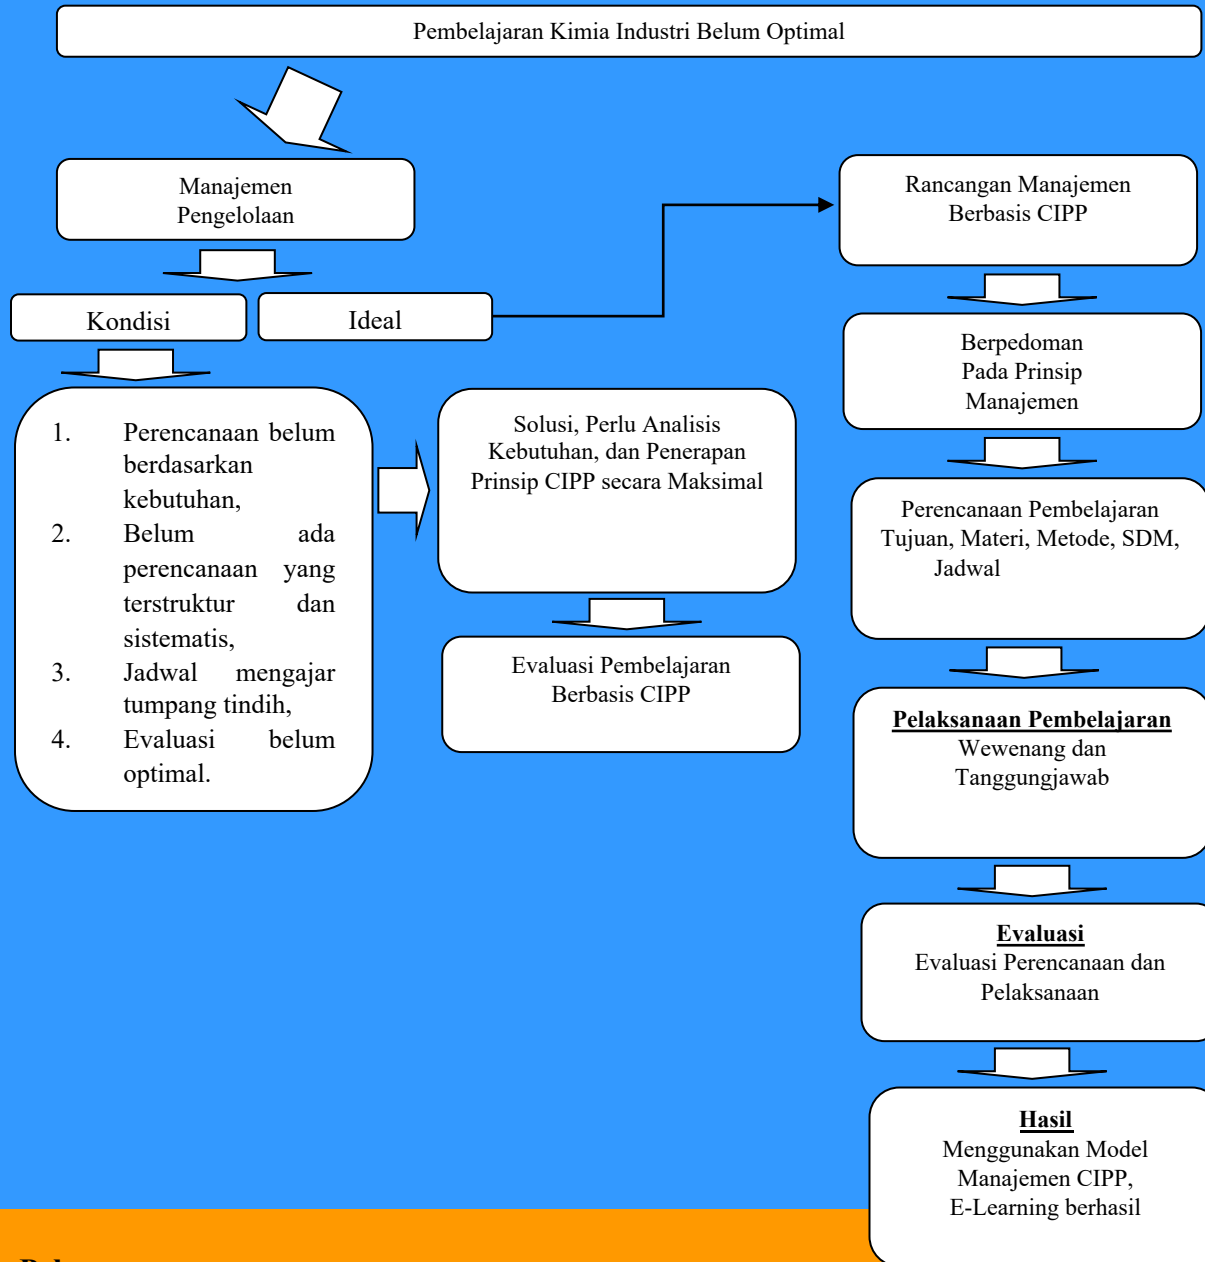 Pembelajaran Kimia Industri Belum Optimal
Manajemen
Pengelolaan
Kondisi
Ideal
1. Perencanaan belum
berdasarkan
kebutuhan,
2. Belum ada
perencanaan yang
terstruktur dan
sistematis,
3. Jadwal mengajar
tumpang tindih,
4. Evaluasi belum
optimal.
Solusi, Perlu Analisis
Kebutuhan, dan Penerapan
Prinsip CIPP secara Maksimal
Evaluasi Pembelajaran
Berbasis CIPP
Rancangan Manajemen
Berbasis CIPP
Berpedoman
Pada Prinsip
Manajemen
Perencanaan Pembelajaran
Tujuan, Materi, Metode, SDM,
Jadwal
Pelaksanaan Pembelajaran
Wewenang dan
Tanggungjawab
Evaluasi
Evaluasi Perencanaan dan
Pelaksanaan
Hasil
Menggunakan Model
Manajemen CIPP,
E-Learning berhasil